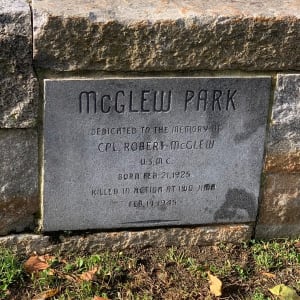 McGLEW PARK
DEDICATED TO THE MEMORY OF
CPL. ROBERT McGLEW
U.S.M.C.
BORN FEB. 21, 1925
KILLED IN ACTION AT IWO JIMA
FEB. 19, 1945